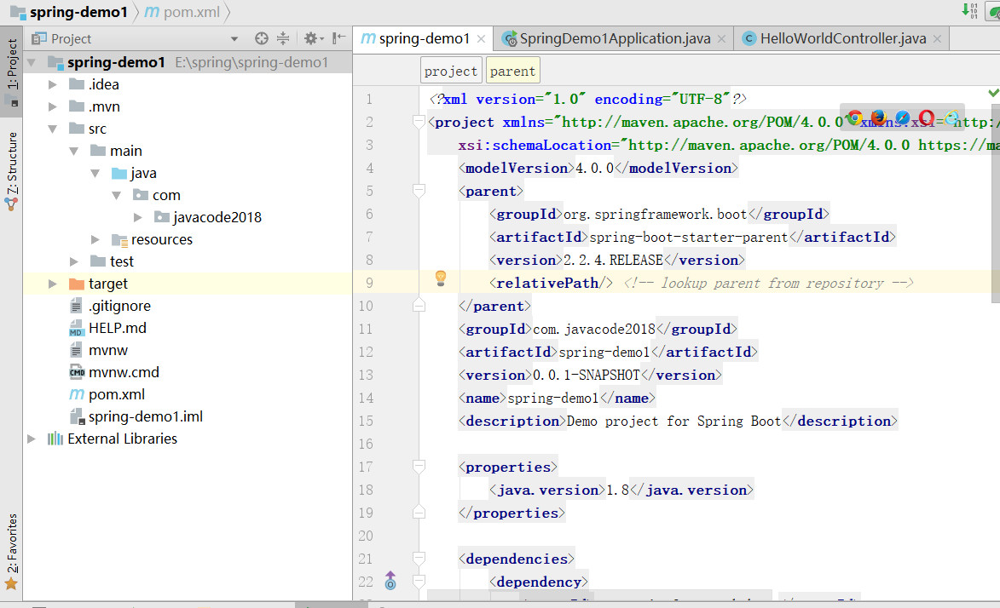 spring-demo1 pom.xml
1: Project
Z: Structure
2: Favorites
Project
spring-demo1 E:\spring\spring-demo1
.idea
.mvn
src
main
java
com
javacode2018
resources
test
target
.gitignore
HELP.md
mvnw
mvnw.cmd
pom.xml
spring-demo1.iml
External Libraries
spring-demo1 SpringDemo1Application.java HelloWorldController.java
project parent
1 <?xml version="1.0" encoding="UTF-8"?>
2 <project xmlns="http://maven.apache.org/POM/4.0.0" xmlns:xsi="http:/
3 xsi:schemaLocation="http://maven.apache.org/POM/4.0.0 https://ma
4 <modelVersion>4.0.0</modelVersion>
5 <parent>
6 <groupId>org.springframework.boot</groupId>
7 <artifactId>spring-boot-starter-parent</artifactId>
8 <version>2.2.4.RELEASE</version>
9 <relativePath/> <!-- lookup parent from repository -->
10 </parent>
11 <groupId>com.javacode2018</groupId>
12 <artifactId>spring-demo1</artifactId>
13 <version>0.0.1-SNAPSHOT</version>
14 <name>spring-demo1</name>
15 <description>Demo project for Spring Boot</description>
16
17 <properties>
18 <java.version>1.8</java.version>
19 </properties>
20
21 <dependencies>
22 <dependency>